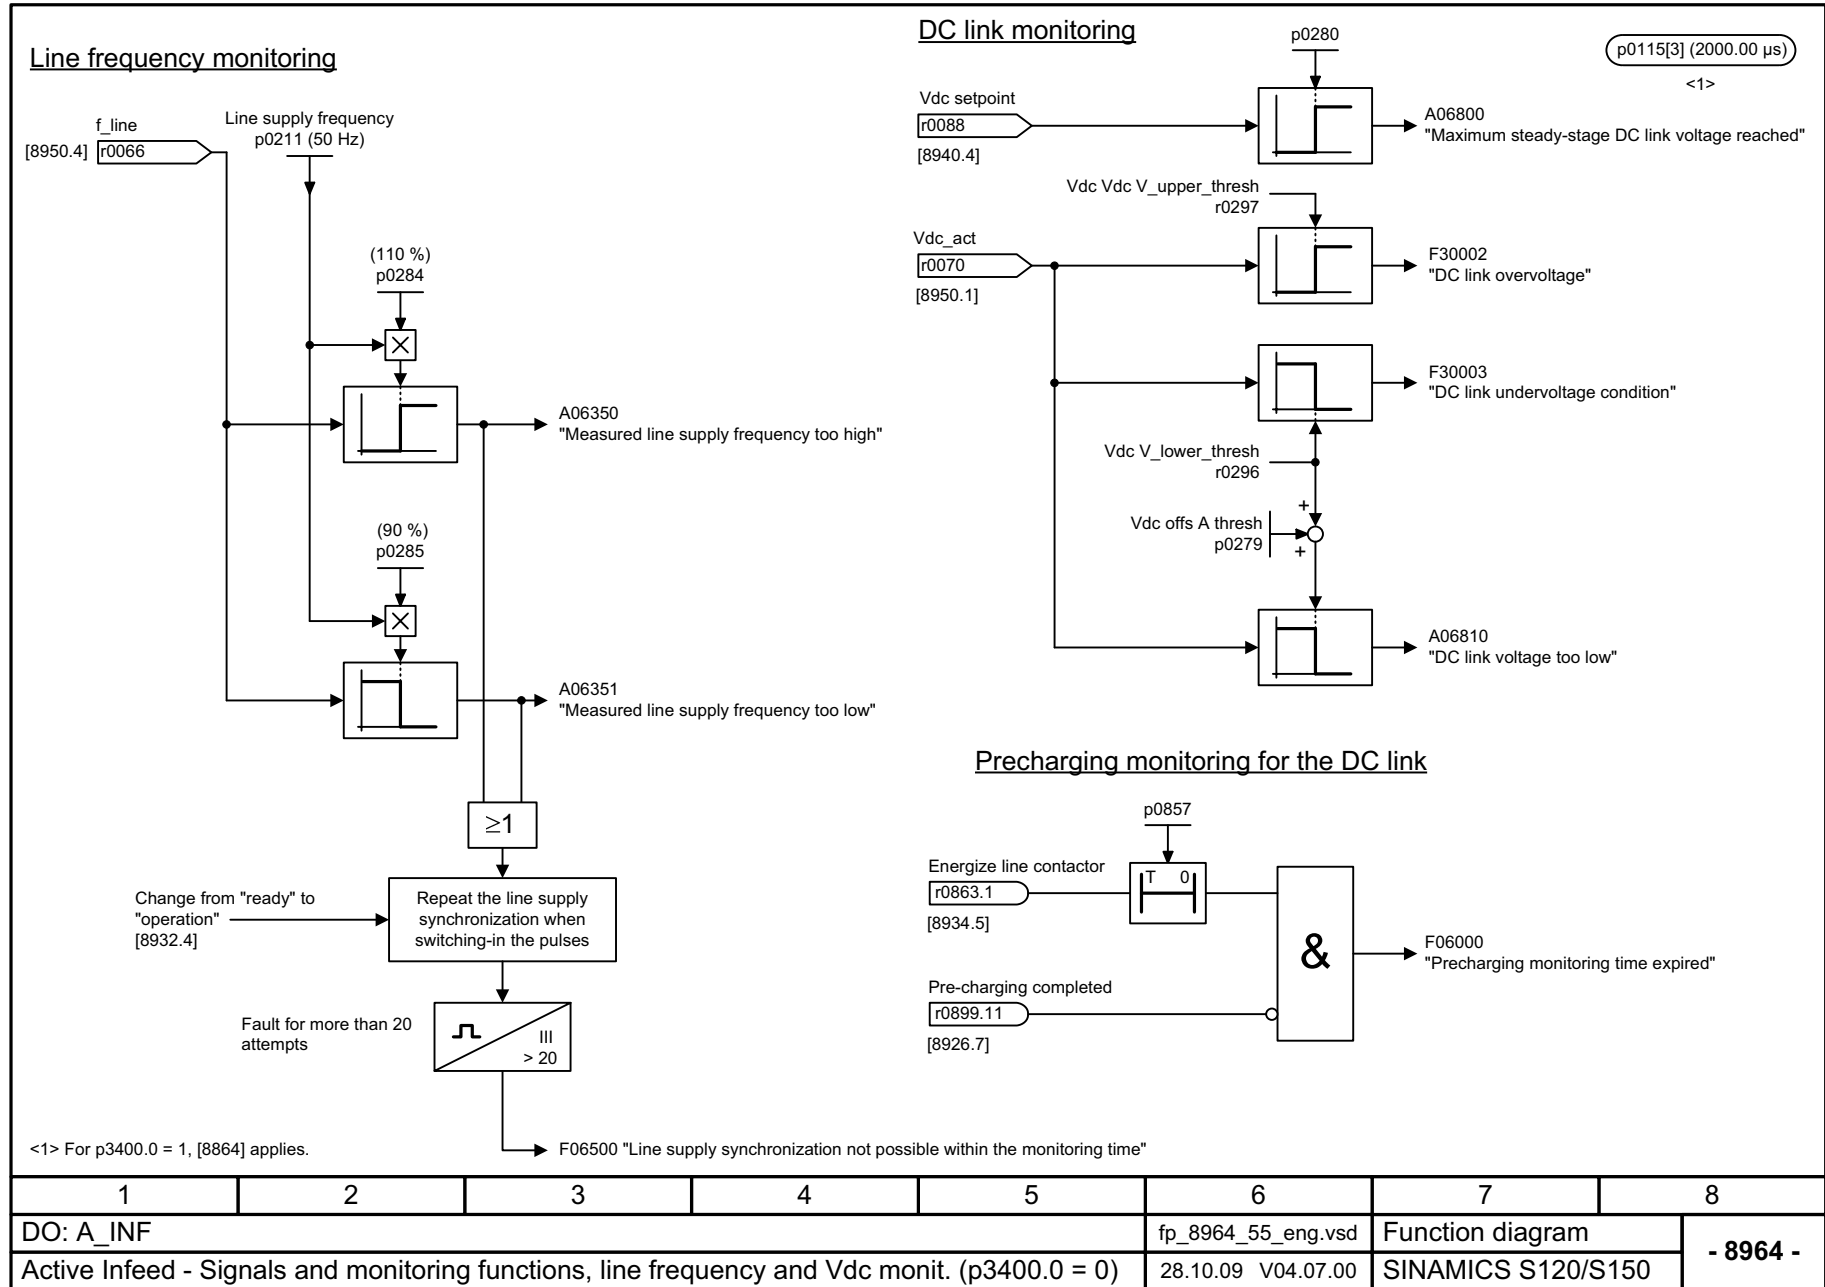 Line frequency monitoring
f_line
[8950.4] r0066
Line supply frequency
p0211 (50 Hz)
(110 %)
p0284
A06350
"Measured line supply frequency too high"
(90 %)
p0285
A06351
"Measured line supply frequency too low"
≥1
Change from "ready" to
"operation"
[8932.4]
Repeat the line supply
synchronization when
switching-in the pulses
Fault for more than 20
attempts
III
> 20
F06500 "Line supply synchronization not possible within the monitoring time"
<1> For p3400.0 = 1, [8864] applies.
DC link monitoring
p0280
p0115[3] (2000.00 µs)
<1>
Vdc setpoint
r0088
[8940.4]
A06800
"Maximum steady-stage DC link voltage reached"
Vdc Vdc V_upper_thresh
r0297
Vdc_act
r0070
[8950.1]
F30002
"DC link overvoltage"
F30003
"DC link undervoltage condition"
Vdc V_lower_thresh
r0296
+
Vdc offs A thresh
p0279
+
A06810
"DC link voltage too low"
Precharging monitoring for the DC link
p0857
Energize line contactor
r0863.1
[8934.5]
T 0
&
F06000
"Precharging monitoring time expired"
Pre-charging completed
r0899.11
[8926.7]
1 2 3 4 5 6 7 8
DO: A_INF
fp_8964_55_eng.vsd
Function diagram
- 8964 -
Active Infeed - Signals and monitoring functions, line frequency and Vdc monit. (p3400.0 = 0)
28.10.09 V04.07.00
SINAMICS S120/S150